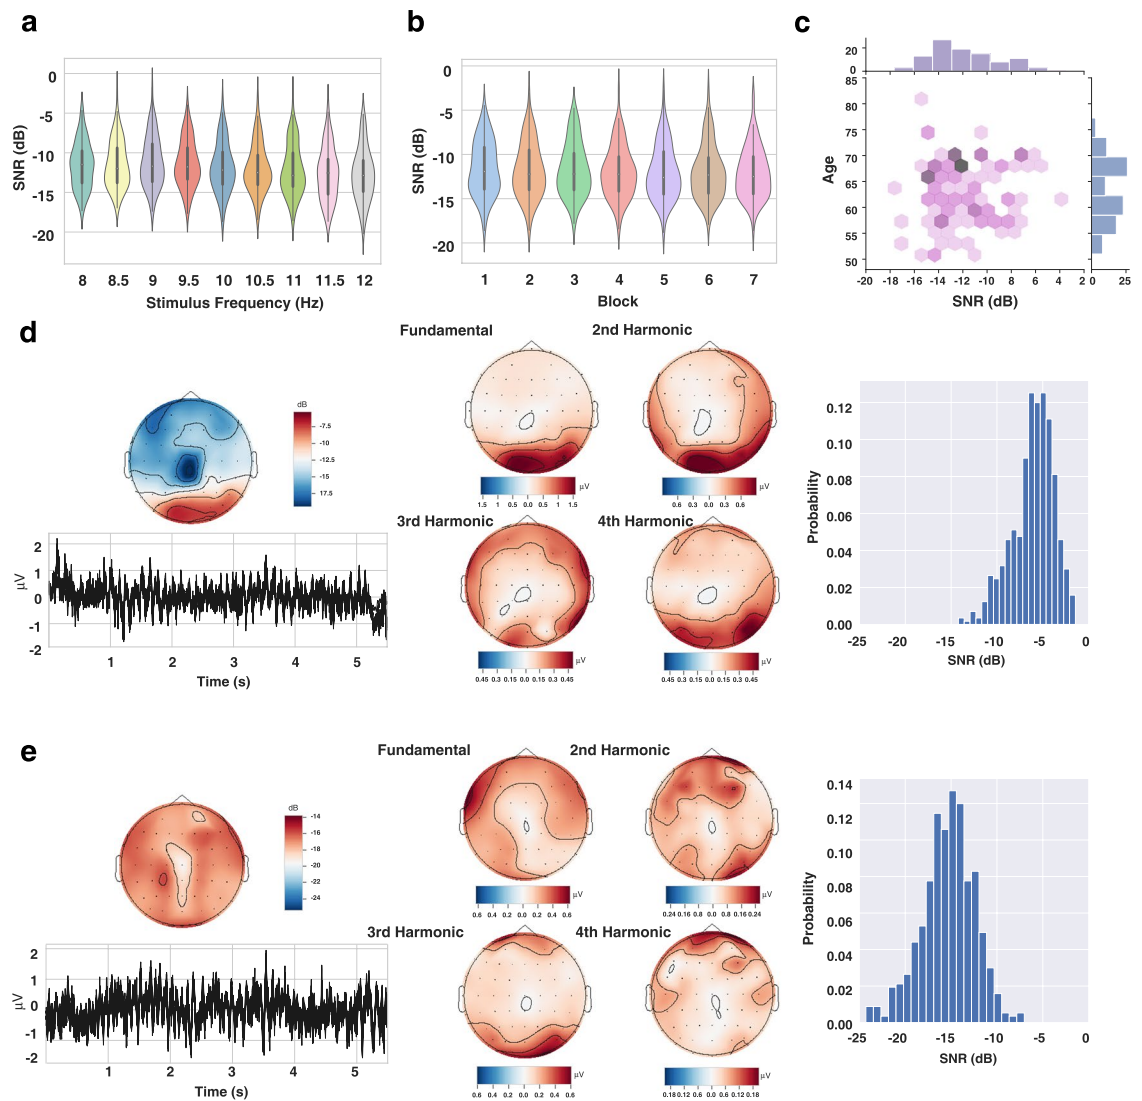 a
SNR (dB)
0
-5
-10
-15
-20
8 8.5 9 9.5 10 10.5 11 11.5 12
Stimulus Frequency (Hz)
b
SNR (dB)
0
-5
-10
-15
-20
1 2 3 4 5 6 7
Block
c
20
0
Age
85
80
75
70
65
60
55
50
-20 -18 -16 -14 -12 -10 -8 -6 -4 2
SNR (dB)
0 25
d
dB
-7.5
-10.0
-12.5
-15.0
17.5
µV
2
1
0
-1
-2
1 2 3 4 5
Time (s)
Fundamental
1.5 1 0.5 0.0 0.5 1 1.5
µV
2nd Harmonic
0.6 0.3 0.0 0.3 0.6
µV
3rd Harmonic
0.45 0.3 0.15 0.0 0.15 0.3 0.45
µV
4th Harmonic
0.45 0.3 0.15 0.0 0.15 0.3 0.45
µV
Probability
0.12
0.10
0.08
0.06
0.04
0.02
0.00
-25 -20 -15 -10 -5 0
SNR (dB)
e
dB
-14
-16
-18
-20
-22
-24
µV
2
1
0
-1
-2
1 2 3 4 5
Time (s)
Fundamental
0.6 0.4 0.2 0.0 0.2 0.4 0.6
µV
2nd Harmonic
0.24 0.16 0.08 0.0 0.08 0.16 0.24
µV
3rd Harmonic
0.6 0.4 0.2 0.0 0.2 0.4 0.6
µV
4th Harmonic
0.18 0.12 0.06 0.0 0.06 0.12 0.18
µV
Probability
0.14
0.12
0.10
0.08
0.06
0.04
0.02
0.00
-25 -20 -15 -10 -5 0
SNR (dB)